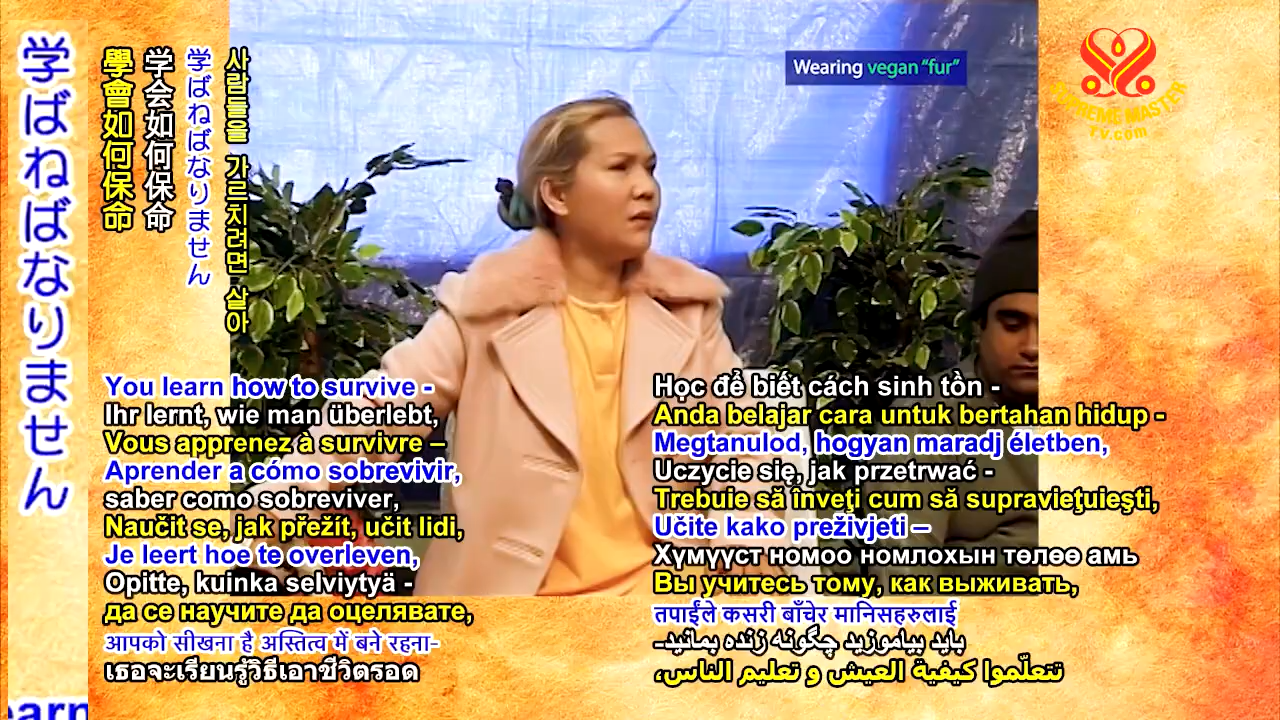 学ばねばなりません
學會如何保命
学会如何保命
学ばねばなりません
사람들을 가르치려면 살아
Wearing vegan “fur”
SUPREME MASTER
TV.com
You learn how to survive -
Ihr lernt, wie man überlebt,
Vous apprenez à survivre –
Aprender a cómo sobrevivir,
saber como sobreviver,
Naučit se, jak přežít, učit lidi,
Je leert hoe te overleven,
Opitte, kuinka selviytyä -
да се научите да оцелявате,
आपको सीखना है अस्तित्व में बने रहना-
เธอจะเรียนรู้วิธีเอาชีวิตรอด
Học để biết cách sinh tồn -
Anda belajar cara untuk bertahan hidup -
Megtanulod, hogyan maradj életben,
Uczycie się, jak przetrwać -
Trebuie să înveţi cum să supravieţuieşti,
Učite kako preživjeti –
Хүмүүст номоо номлохын төлөө амь
Вы учитесь тому, как выживать,
तपाईंले कसरी बाँचेर मानिसहरुलाई
باید بیاموزید چگونه زنده بمانید-
تتعلّموا كيفية العيش و تعليم الناس،
earn